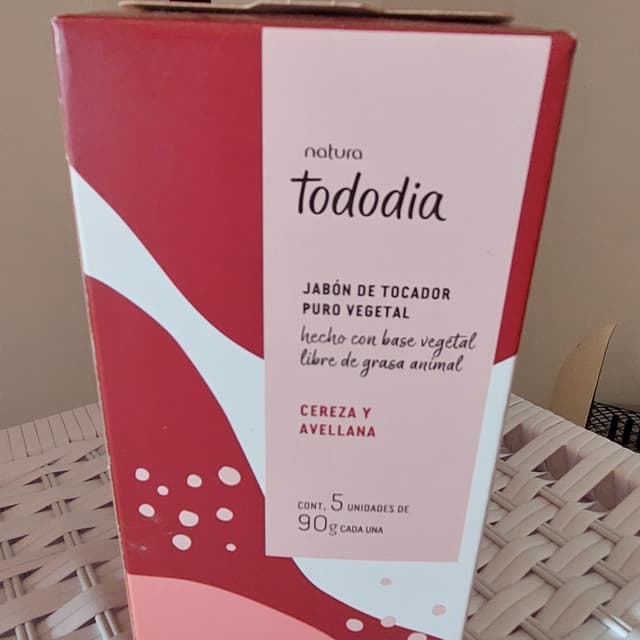 natura
Tododia
JABÓN DE TOCADOR
PURO VEGETAL
hecho con base vegetal
libre de grasa animal
CEREZA Y
AVELLANA
CONT. 5 UNIDADES DE
90g CADA UNA